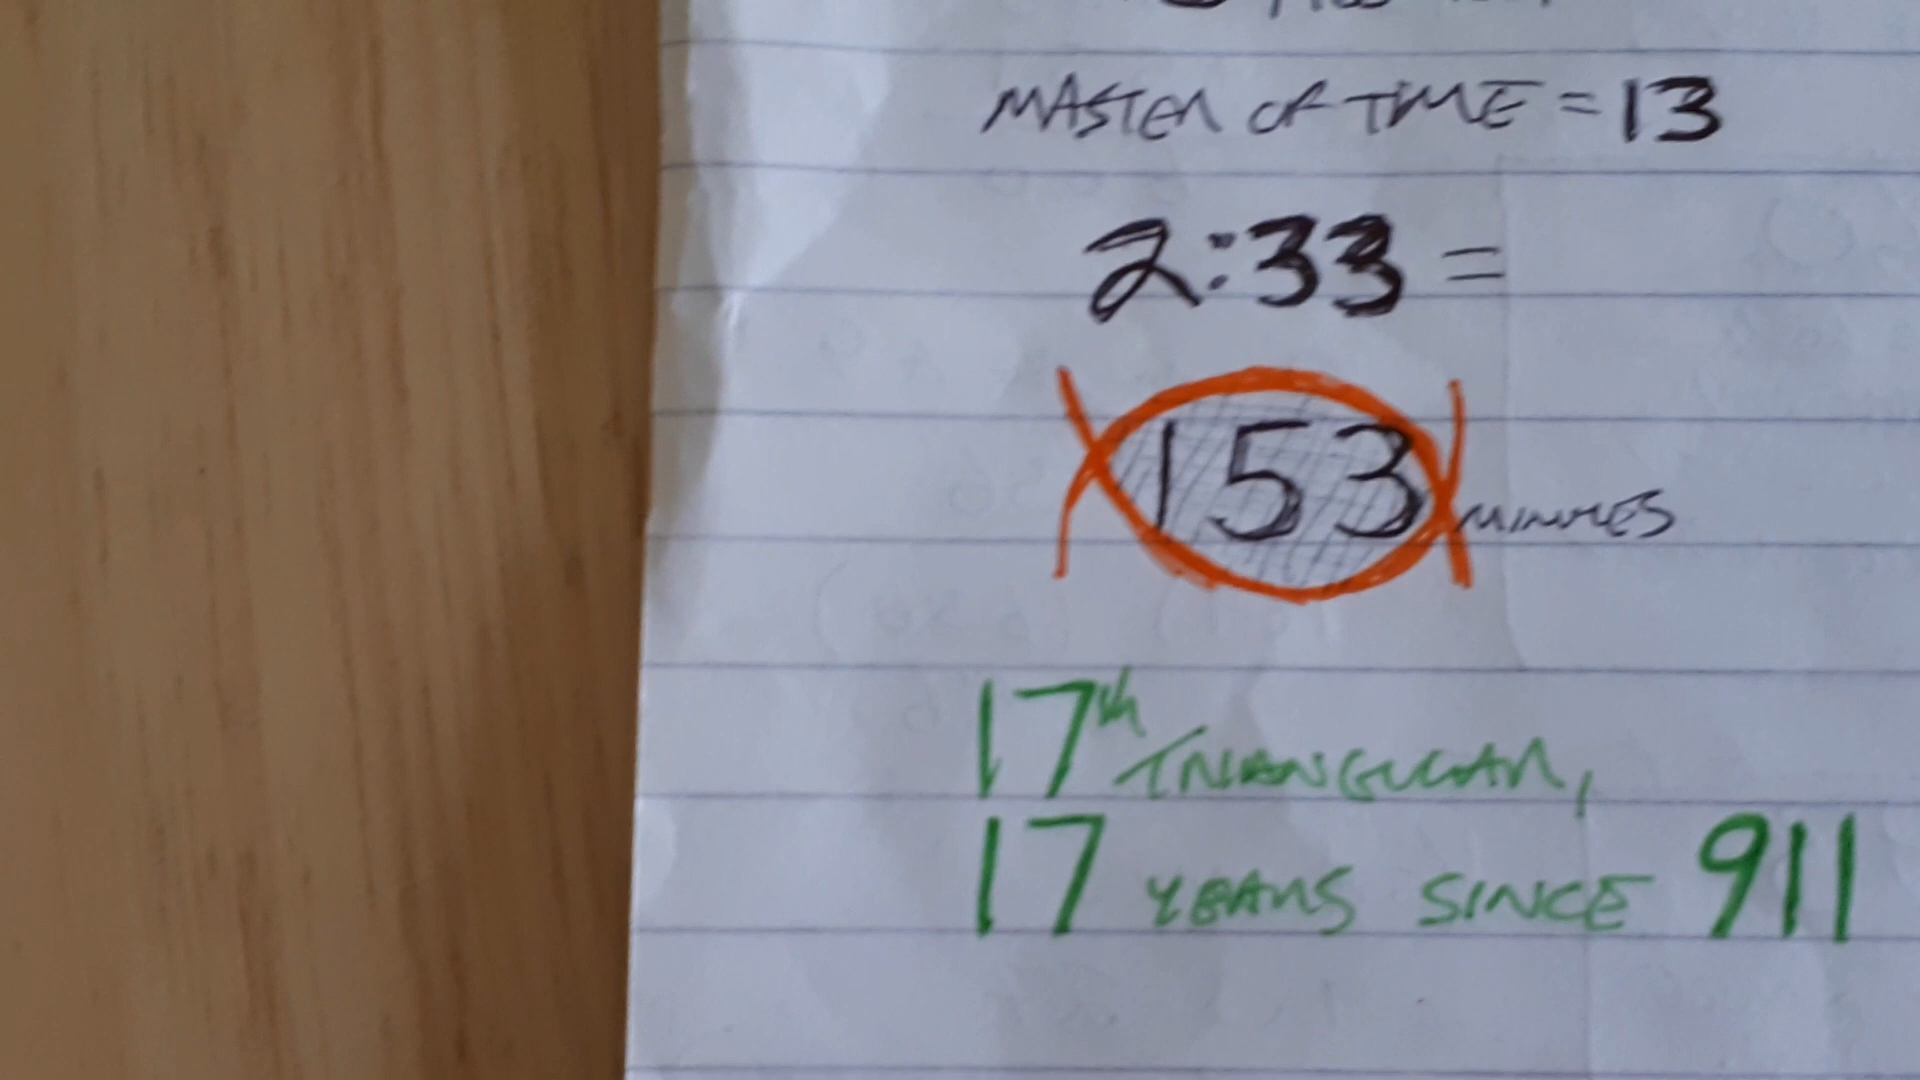 MASTER OF TIME = 13
2:33 =
153 MINUTES
17th TRIANGULAR,
17 YEARS SINCE 911